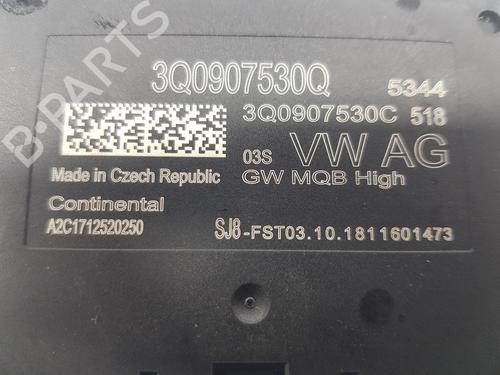 3Q0907530Q 5344
3Q0907530C 518
03S VW AG
Made in Czech Republic GW MQB High
Continental
A2C1712520250 SJ8-FST03.10.1811601473
B-PARTS